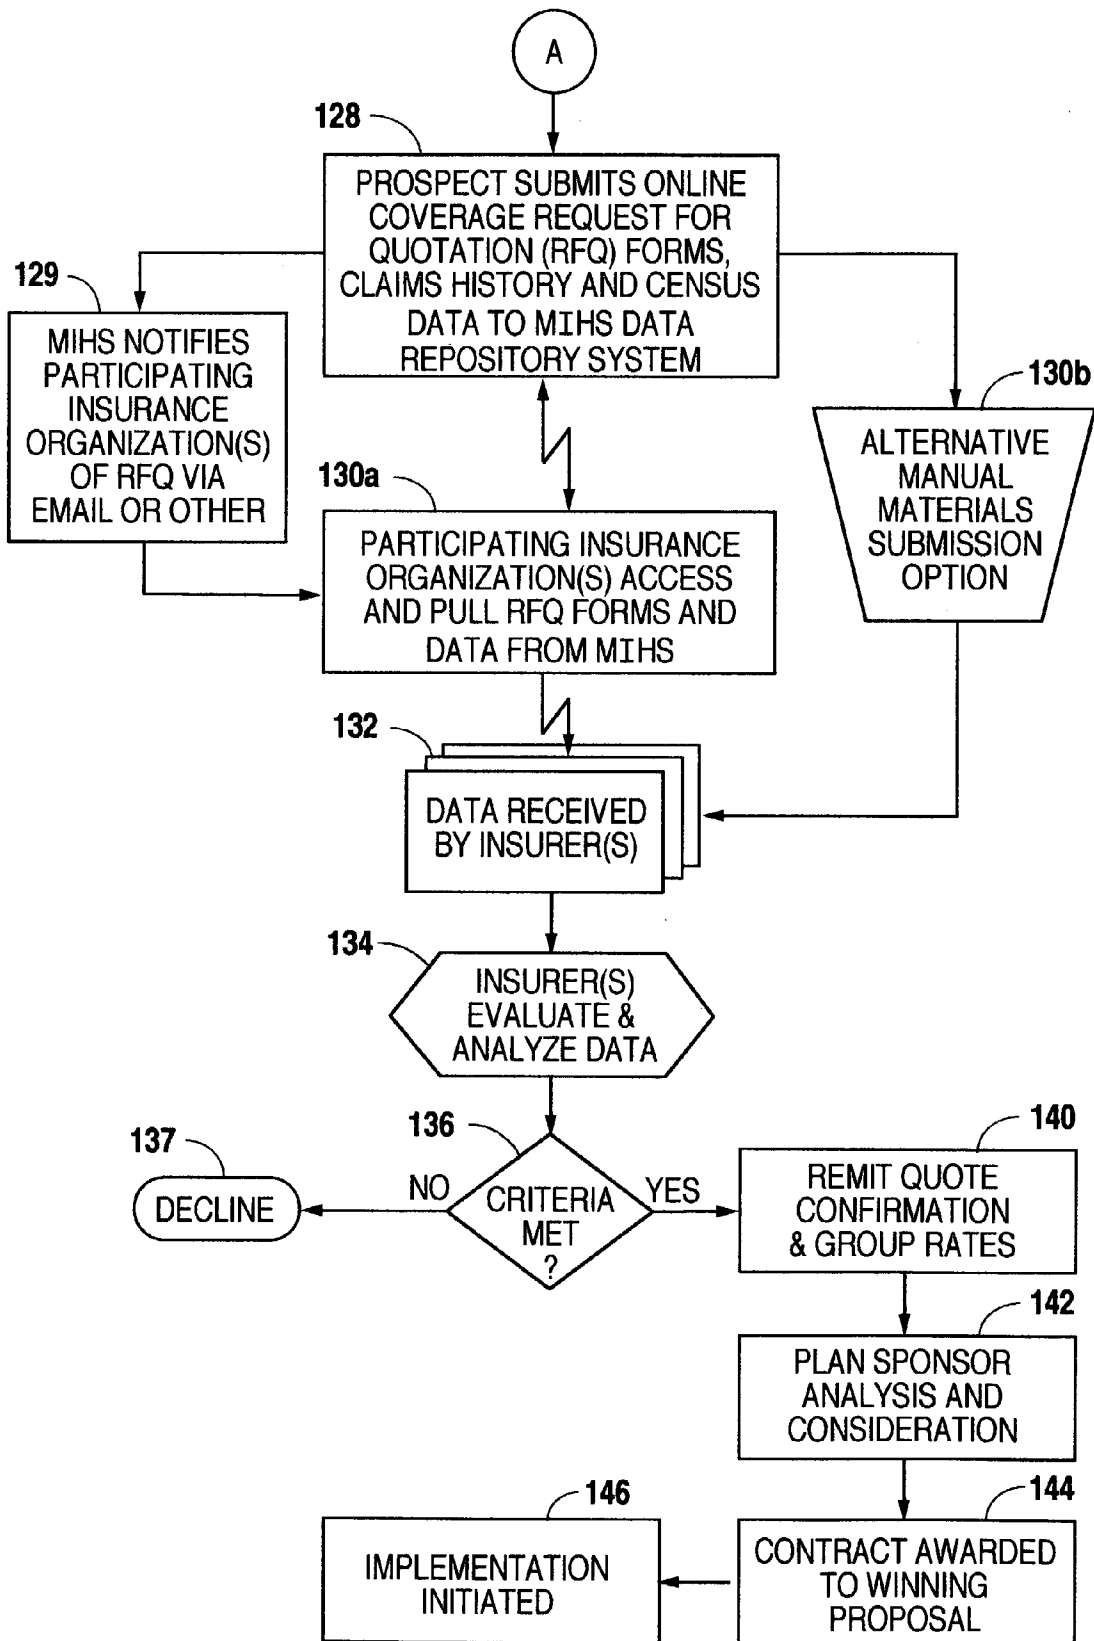 A
128
PROSPECT SUBMITS ONLINE
COVERAGE REQUEST FOR
QUOTATION (RFQ) FORMS,
CLAIMS HISTORY AND CENSUS
DATA TO MIHS DATA
REPOSITORY SYSTEM
129
MIHS NOTIFIES
PARTICIPATING
INSURANCE
ORGANIZATION(S)
OF RFQ VIA
EMAIL OR OTHER
130a
PARTICIPATING INSURANCE
ORGANIZATION(S) ACCESS
AND PULL RFQ FORMS AND
DATA FROM MIHS
130b
ALTERNATIVE
MANUAL
MATERIALS
SUBMISSION
OPTION
132
DATA RECEIVED
BY INSURER(S)
134
INSURER(S)
EVALUATE &
ANALYZE DATA
136
CRITERIA
MET
?
NO
137
DECLINE
YES
140
REMIT QUOTE
CONFIRMATION
& GROUP RATES
142
PLAN SPONSOR
ANALYSIS AND
CONSIDERATION
144
CONTRACT AWARDED
TO WINNING
PROPOSAL
146
IMPLEMENTATION
INITIATED